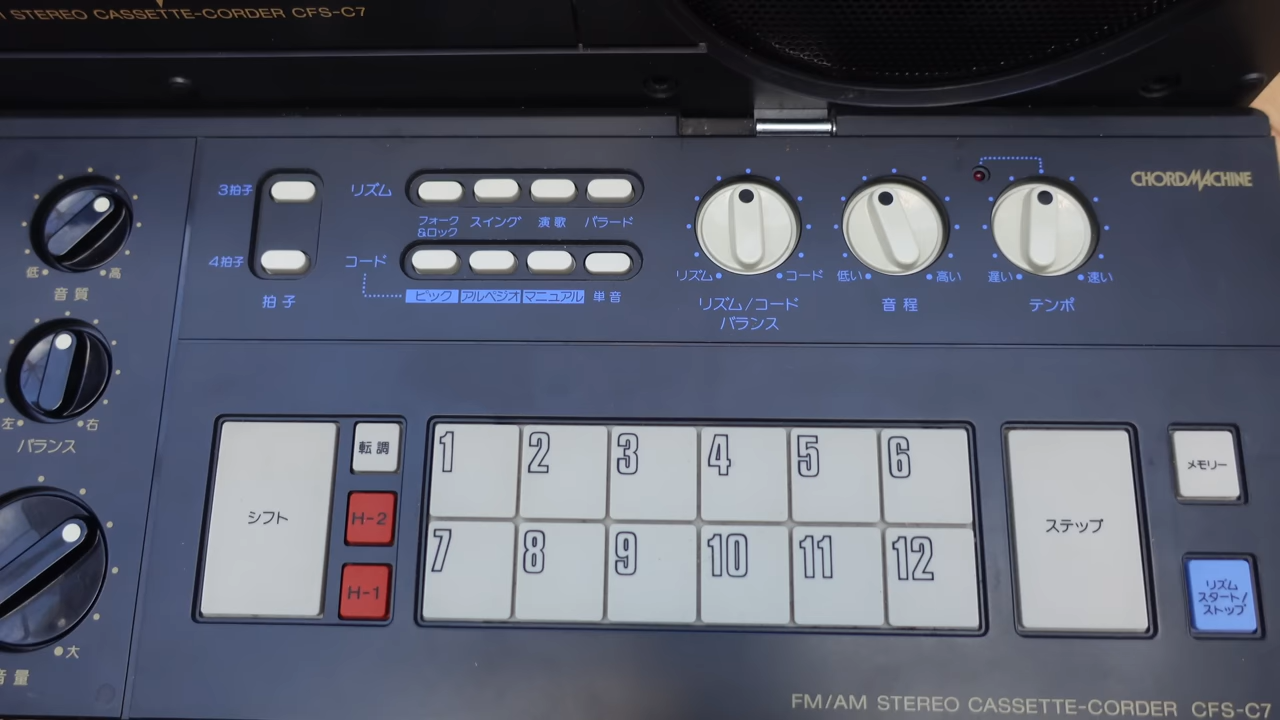 STEREO CASSETTE-CORDER CFS-C7
CHORDMACHINE
3拍子
4拍子
拍子
リズム
フォーク
&ロック
スイング
演歌
バラード
コード
ピック
アルペジオ
マニュアル
単音
リズム
コード
リズム/コード
バランス
低い
高い
音程
遅い
速い
テンポ
低
高
音質
左
右
バランス
大
音量
シフト
転調
H-2
H-1
1 2 3 4 5 6
7 8 9 10 11 12
ステップ
メモリー
リズム
スタート/
ストップ
FM/AM STEREO CASSETTE-CORDER CFS-C7